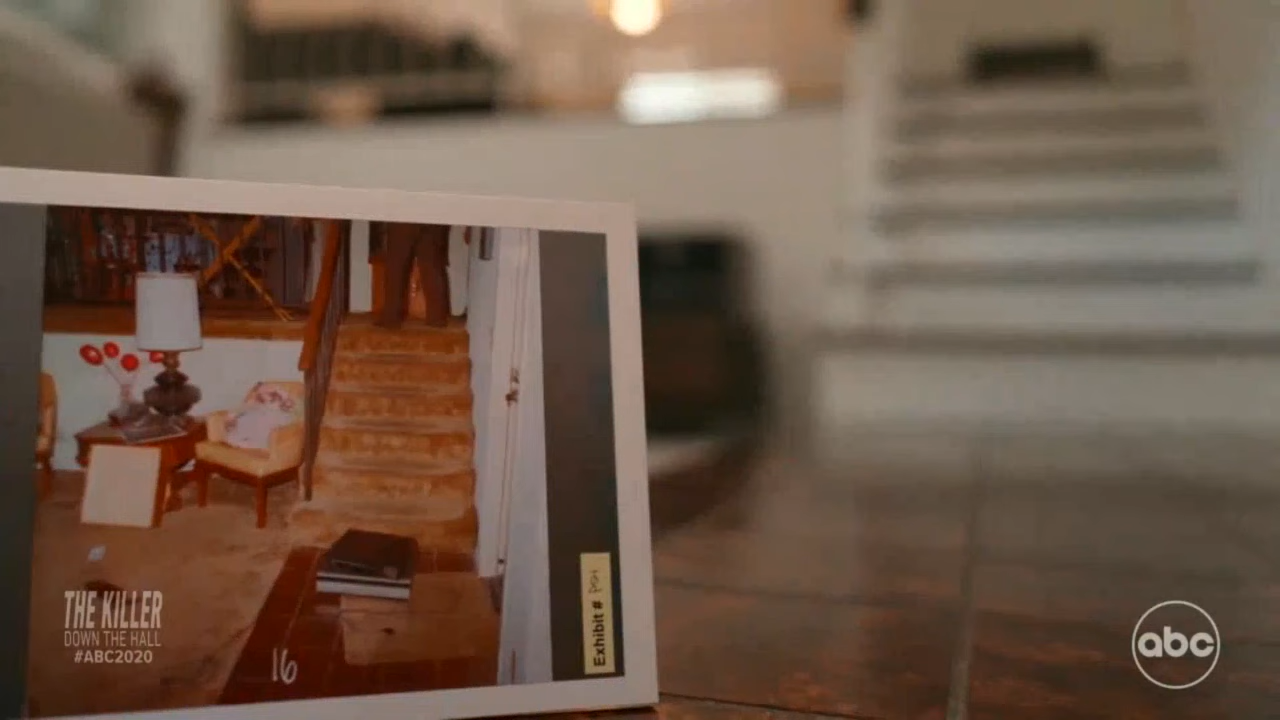 THE KILLER
DOWN THE HALL
#ABC2020
16
Exhibit #
abc